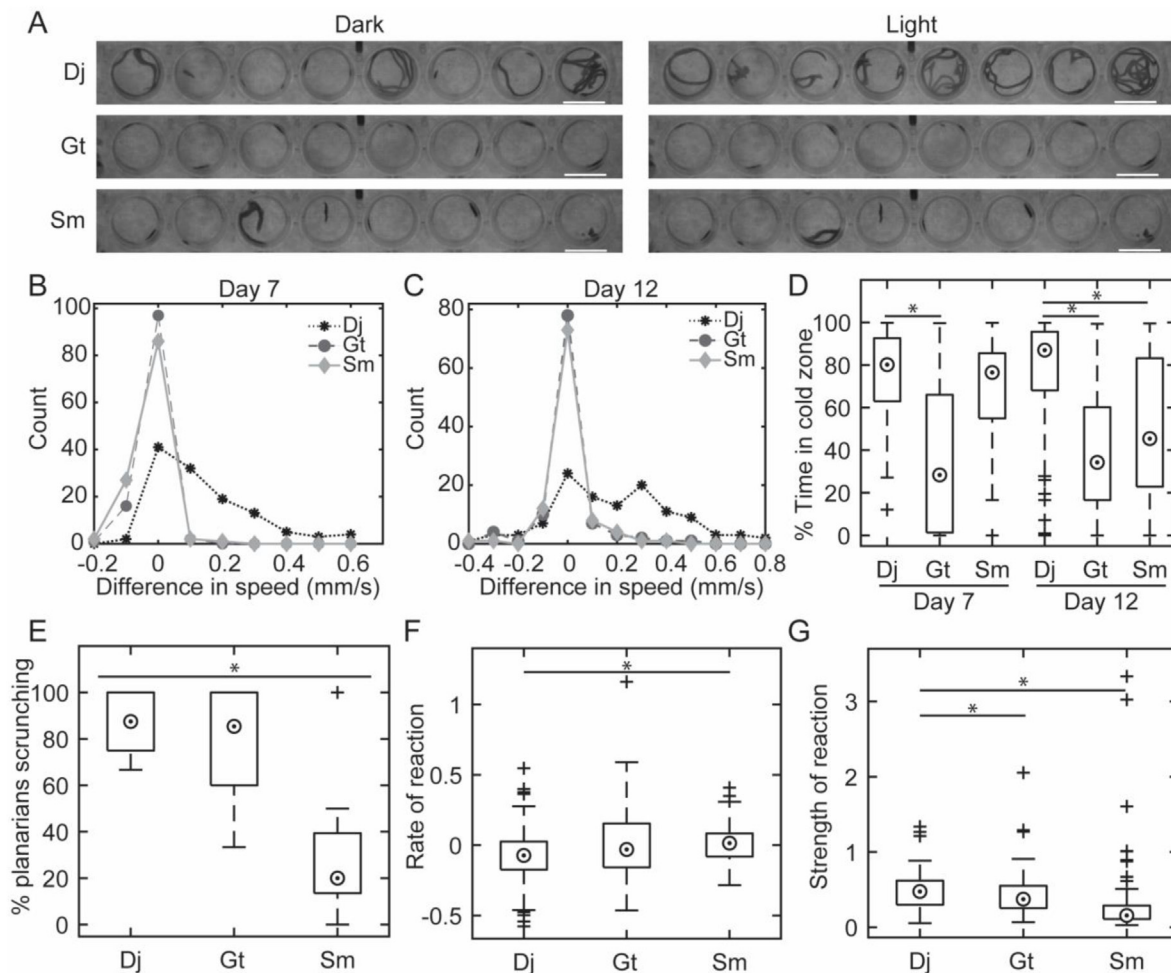 A
Dark
Light
Dj
Gt
Sm
B
Day 7
100
80
60
40
20
0
Count
-0.2
0
0.2
0.4
0.6
Difference in speed (mm/s)
Dj
Gt
Sm
C
Day 12
80
60
40
20
0
Count
-0.4
-0.2
0
0.2
0.4
0.6
0.8
Difference in speed (mm/s)
Dj
Gt
Sm
D
*
*
*
100
80
60
40
20
0
% Time in cold zone
Dj Gt Sm Dj Gt Sm
Day 7 Day 12
E
*
100
80
60
40
20
0
% planarians scrunching
Dj Gt Sm
F
*
1
0.5
0
-0.5
Rate of reaction
Dj Gt Sm
G
*
*
3
2
1
0
Strength of reaction
Dj Gt Sm